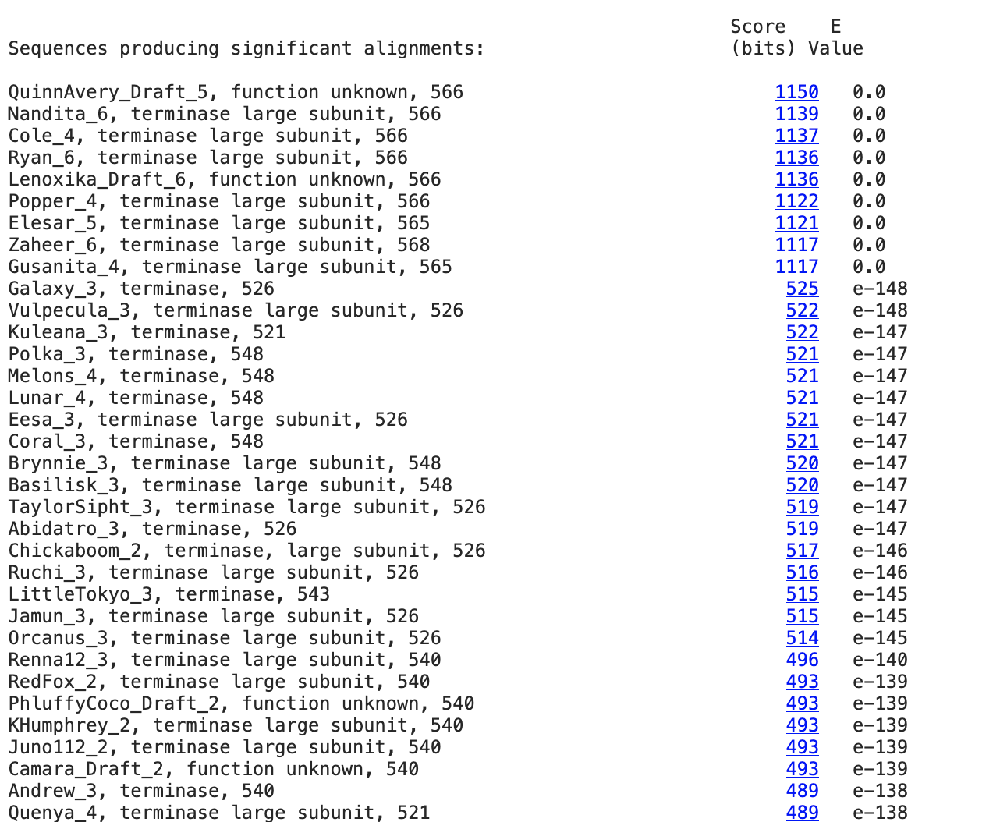 Score E
Sequences producing significant alignments: (bits) Value
QuinnAvery_Draft_5, function unknown, 566 1150 0.0
Nandita_6, terminase large subunit, 566 1139 0.0
Cole_4, terminase large subunit, 566 1137 0.0
Ryan_6, terminase large subunit, 566 1136 0.0
Lenoxika_Draft_6, function unknown, 566 1136 0.0
Popper_4, terminase large subunit, 566 1122 0.0
Elesar_5, terminase large subunit, 565 1121 0.0
Zaheer_6, terminase large subunit, 568 1117 0.0
Gusanita_4, terminase large subunit, 565 1117 0.0
Galaxy_3, terminase, 526 525 e-148
Vulpecula_3, terminase large subunit, 526 522 e-148
Kuleana_3, terminase, 521 522 e-147
Polka_3, terminase, 548 521 e-147
Melons_4, terminase, 548 521 e-147
Lunar_4, terminase, 548 521 e-147
Eesa_3, terminase large subunit, 526 521 e-147
Coral_3, terminase, 548 521 e-147
Brynnie_3, terminase large subunit, 548 520 e-147
Basilisk_3, terminase large subunit, 548 520 e-147
TaylorSipht_3, terminase large subunit, 526 519 e-147
Abidatro_3, terminase, 526 519 e-147
Chickaboom_2, terminase, large subunit, 526 517 e-146
Ruchi_3, terminase large subunit, 526 516 e-146
LittleTokyo_3, terminase, 543 515 e-145
Jamun_3, terminase large subunit, 526 515 e-145
Orcanus_3, terminase large subunit, 526 514 e-145
Renna12_3, terminase large subunit, 540 496 e-140
RedFox_2, terminase large subunit, 540 493 e-139
PhluffyCoco_Draft_2, function unknown, 540 493 e-139
KHumphrey_2, terminase large subunit, 540 493 e-139
Juno112_2, terminase large subunit, 540 493 e-139
Camara_Draft_2, function unknown, 540 493 e-139
Andrew_3, terminase, 540 489 e-138
Quenya_4, terminase large subunit, 521 489 e-138